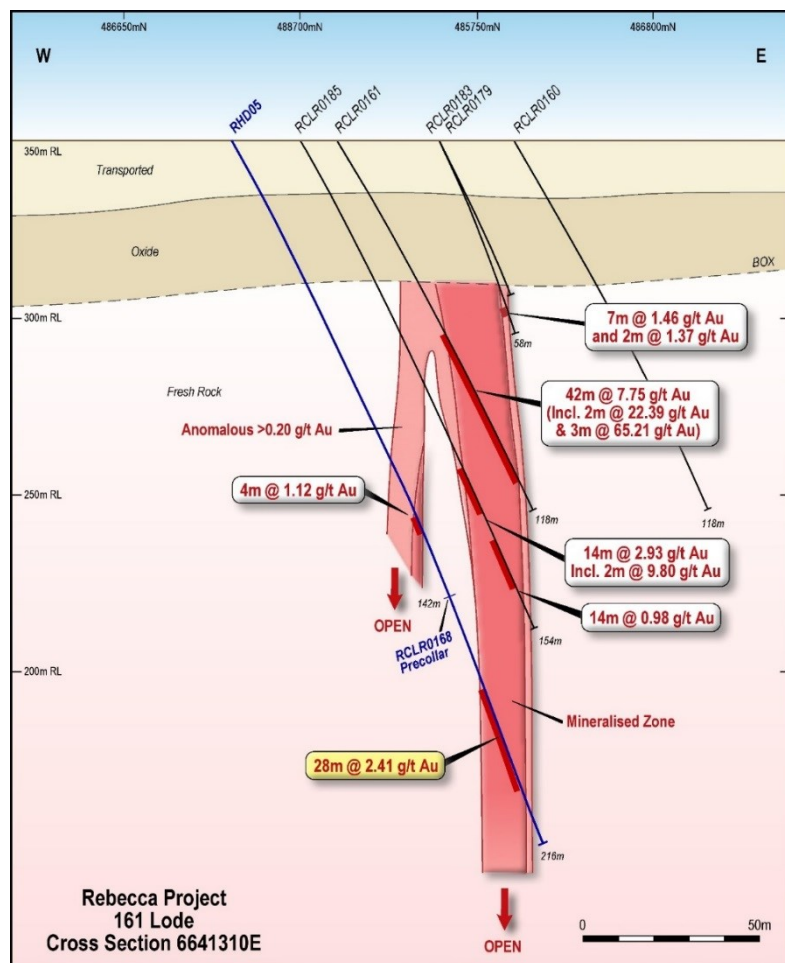 486650mN
488700mN
485750mN
486800mN
W
E
RHD05
RCLR0185
RCLR0161
RCLR0183
RCLR0179
RCLR0160
350m RL
Transported
Oxide
BOX
300m RL
7m @ 1.46 g/t Au
and 2m @ 1.37 g/t Au
58m
Fresh Rock
42m @ 7.75 g/t Au
(Incl. 2m @ 22.39 g/t Au
& 3m @ 65.21 g/t Au)
Anomalous >0.20 g/t Au
4m @ 1.12 g/t Au
250m RL
118m
118m
14m @ 2.93 g/t Au
Incl. 2m @ 9.80 g/t Au
14m @ 0.98 g/t Au
142m
OPEN
RCLR0168
Precollar
154m
200m RL
Mineralised Zone
28m @ 2.41 g/t Au
216m
Rebecca Project
161 Lode
Cross Section 6641310E
OPEN
0
50m